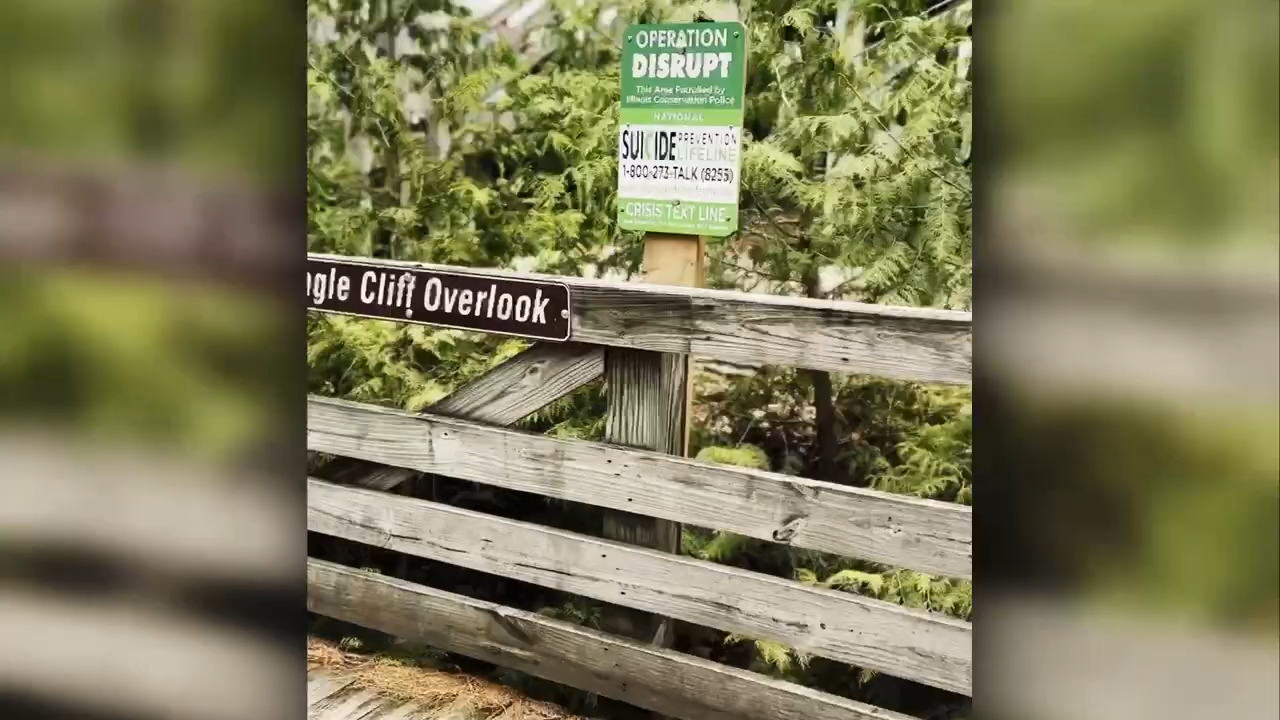 OPERATION
DISRUPT
This Area Patrolled by
Illinois Conservation Police
NATIONAL
SUICIDE PREVENTION
LIFELINE
1-800-273-TALK (8255)
CRISIS TEXT LINE
Cliff Overlook